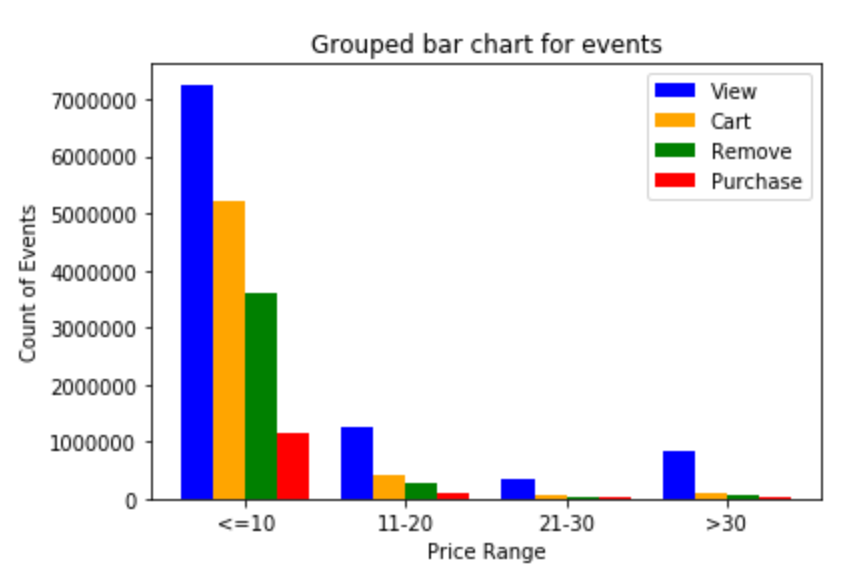 Grouped bar chart for events
View
Cart
Remove
Purchase
7000000
6000000
5000000
4000000
3000000
2000000
1000000
0
Count of Events
<=10
11-20
21-30
>30
Price Range